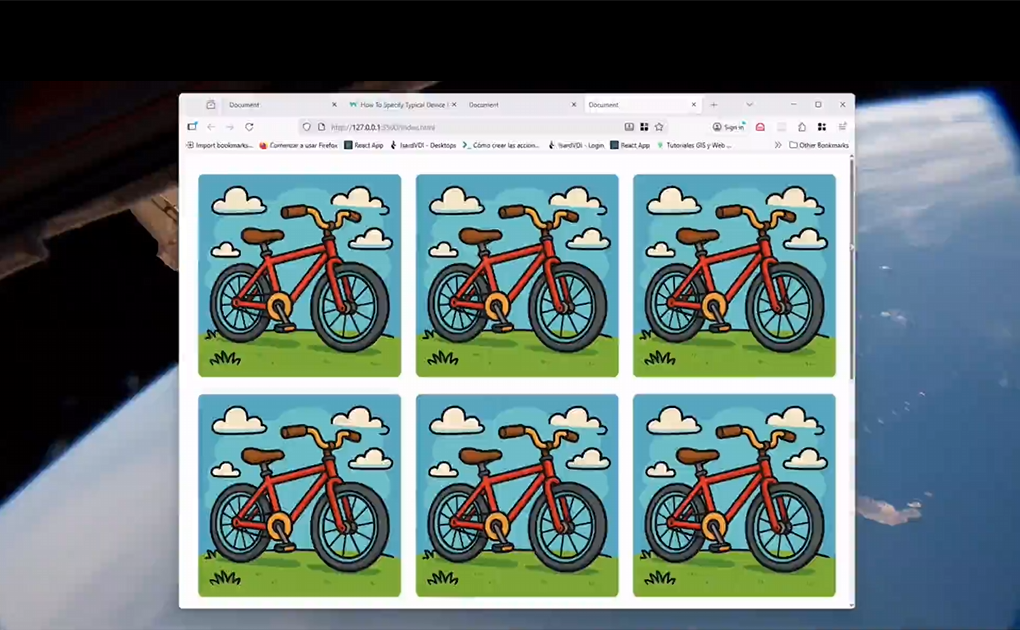 Document
How To Specify Typical Device |
Document
Document
http://127.0.0.1
/index.html
Sign in
Import bookmarks...
Comenzar a usar Firefox
React App
IsardVDI - Desktops
Cómo crear las accion...
IsardVDI - Login
React App
Tutoriales GIS y Web ...
Other Bookmarks